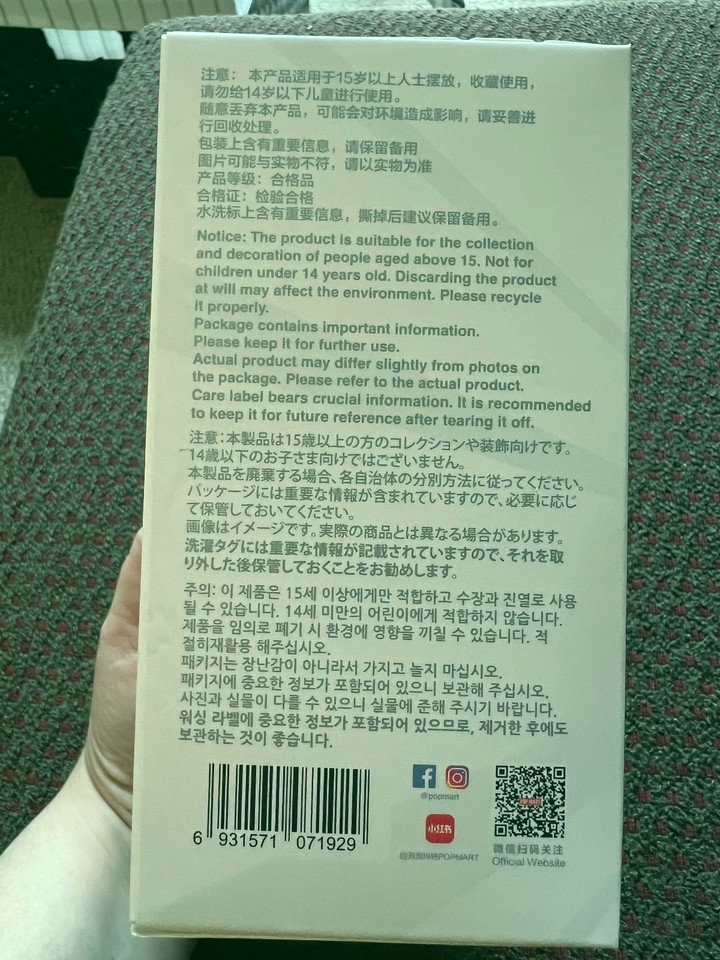 注意： 本产品适用于15岁以上人士摆放，收藏使用，
请勿给14岁以下儿童进行使用。
随意丢弃本产品，可能会对环境造成影响，请妥善进
行回收处理。
包装上含有重要信息，请保留备用
图片可能与实物不符，请以实物为准
产品等级：合格品
合格证：检验合格
水洗标上含有重要信息，撕掉后建议保留备用。
Notice: The product is suitable for the collection
and decoration of people aged above 15. Not for
children under 14 years old. Discarding the product
at will may affect the environment. Please recycle
it properly.
Package contains important information.
Please keep it for further use.
Actual product may differ slightly from photos on
the package. Please refer to the actual product.
Care label bears crucial information. It is recommended
to keep it for future reference after tearing it off.
注意：本製品は15歳以上の方のコレクションや装飾向けです。
14歳以下のお子さま向けではございません。
本製品を廃棄する場合、各自治体の分別方法に従ってください。
パッケージには重要な情報が含まれていますので、必要に応じ
て保管しておいてください。
画像はイメージです。実際の商品とは異なる場合があります。
洗濯タグには重要な情報が記載されていますので、それを取
り外した後保管しておくことをお勧めします。
주의: 이 제품은 15세 이상에게만 적합하고 수장과 진열로 사용
될 수 있습니다. 14세 미만의 어린이에게 적합하지 않습니다.
제품을 임의로 폐기 시 환경에 영향을 끼칠 수 있습니다. 적
절히재활용 해주십시오.
패키지는 장난감이 아니라서 가지고 놀지 마십시오.
패키지에 중요한 정보가 포함되어 있으니 보관해 주십시오.
사진과 실물이 다를 수 있으니 실물에 준해 주시기 바랍니다.
워싱 라벨에 중요한 정보가 포함되어 있으므로, 제거한 후에도
보관하는 것이 좋습니다.
6 931571 071929
@popmart
小红书
@泡泡玛特POPMART
POP MART
微信扫码关注
Official Website